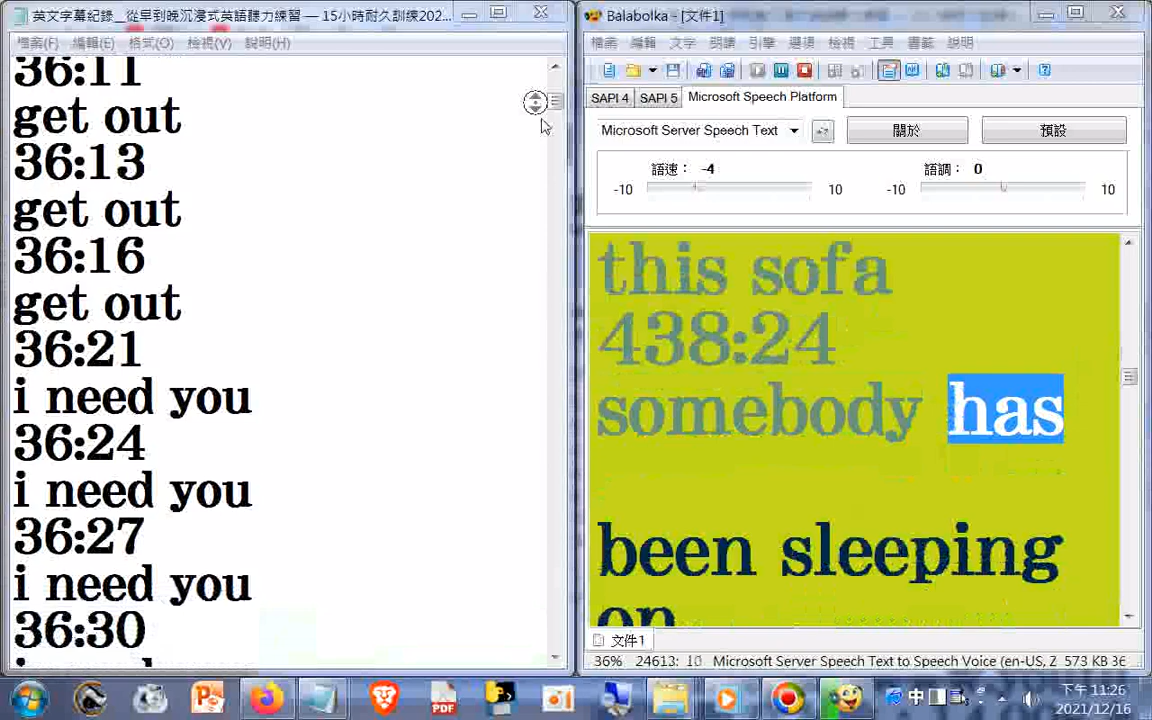 英文字幕紀錄__從早到晚沉浸式英語聽力練習 — 15小時耐久訓練202...
檔案(F) 編輯(E) 格式(O) 檢視(V) 說明(H)
36:11
get out
36:13
get out
36:16
get out
36:21
i need you
36:24
i need you
36:27
i need you
36:30
Balabolka - [文件1]
檔案 編輯 文字 朗讀 引擎 選項 檢視 工具 書籤 說明
SAPI 4 SAPI 5 Microsoft Speech Platform
Microsoft Server Speech Text 關於 預設
語速： -4 語調： 0
-10 10 -10 10
this sofa
438:24
somebody has
been sleeping
on
文件1
36% 24613: 10 Microsoft Server Speech Text to Speech Voice (en-US, Z 573 KB 36
PDF
中
下午 11:26
2021/12/16